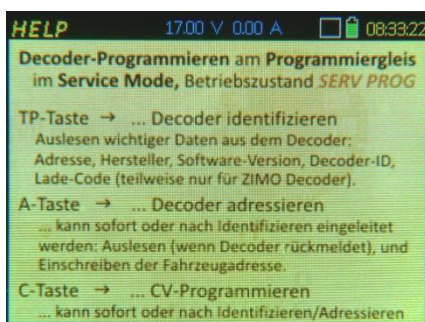 HELP 17.00 V 0.00 A 08:33:22
Decoder-Programmieren am Programmiergleis
im Service Mode, Betriebszustand SERV PROG
TP-Taste → ... Decoder identifizieren
Auslesen wichtiger Daten aus dem Decoder:
Adresse, Hersteller, Software-Version, Decoder-ID,
Lade-Code (teilweise nur für ZIMO Decoder).
A-Taste → ... Decoder adressieren
... kann sofort oder nach Identifizieren eingeleitet
werden: Auslesen (wenn Decoder rückmeldet), und
Einschreiben der Fahrzeugadresse.
C-Taste → ... CV-Programmieren
... kann sofort oder nach Identifizieren/Adressieren